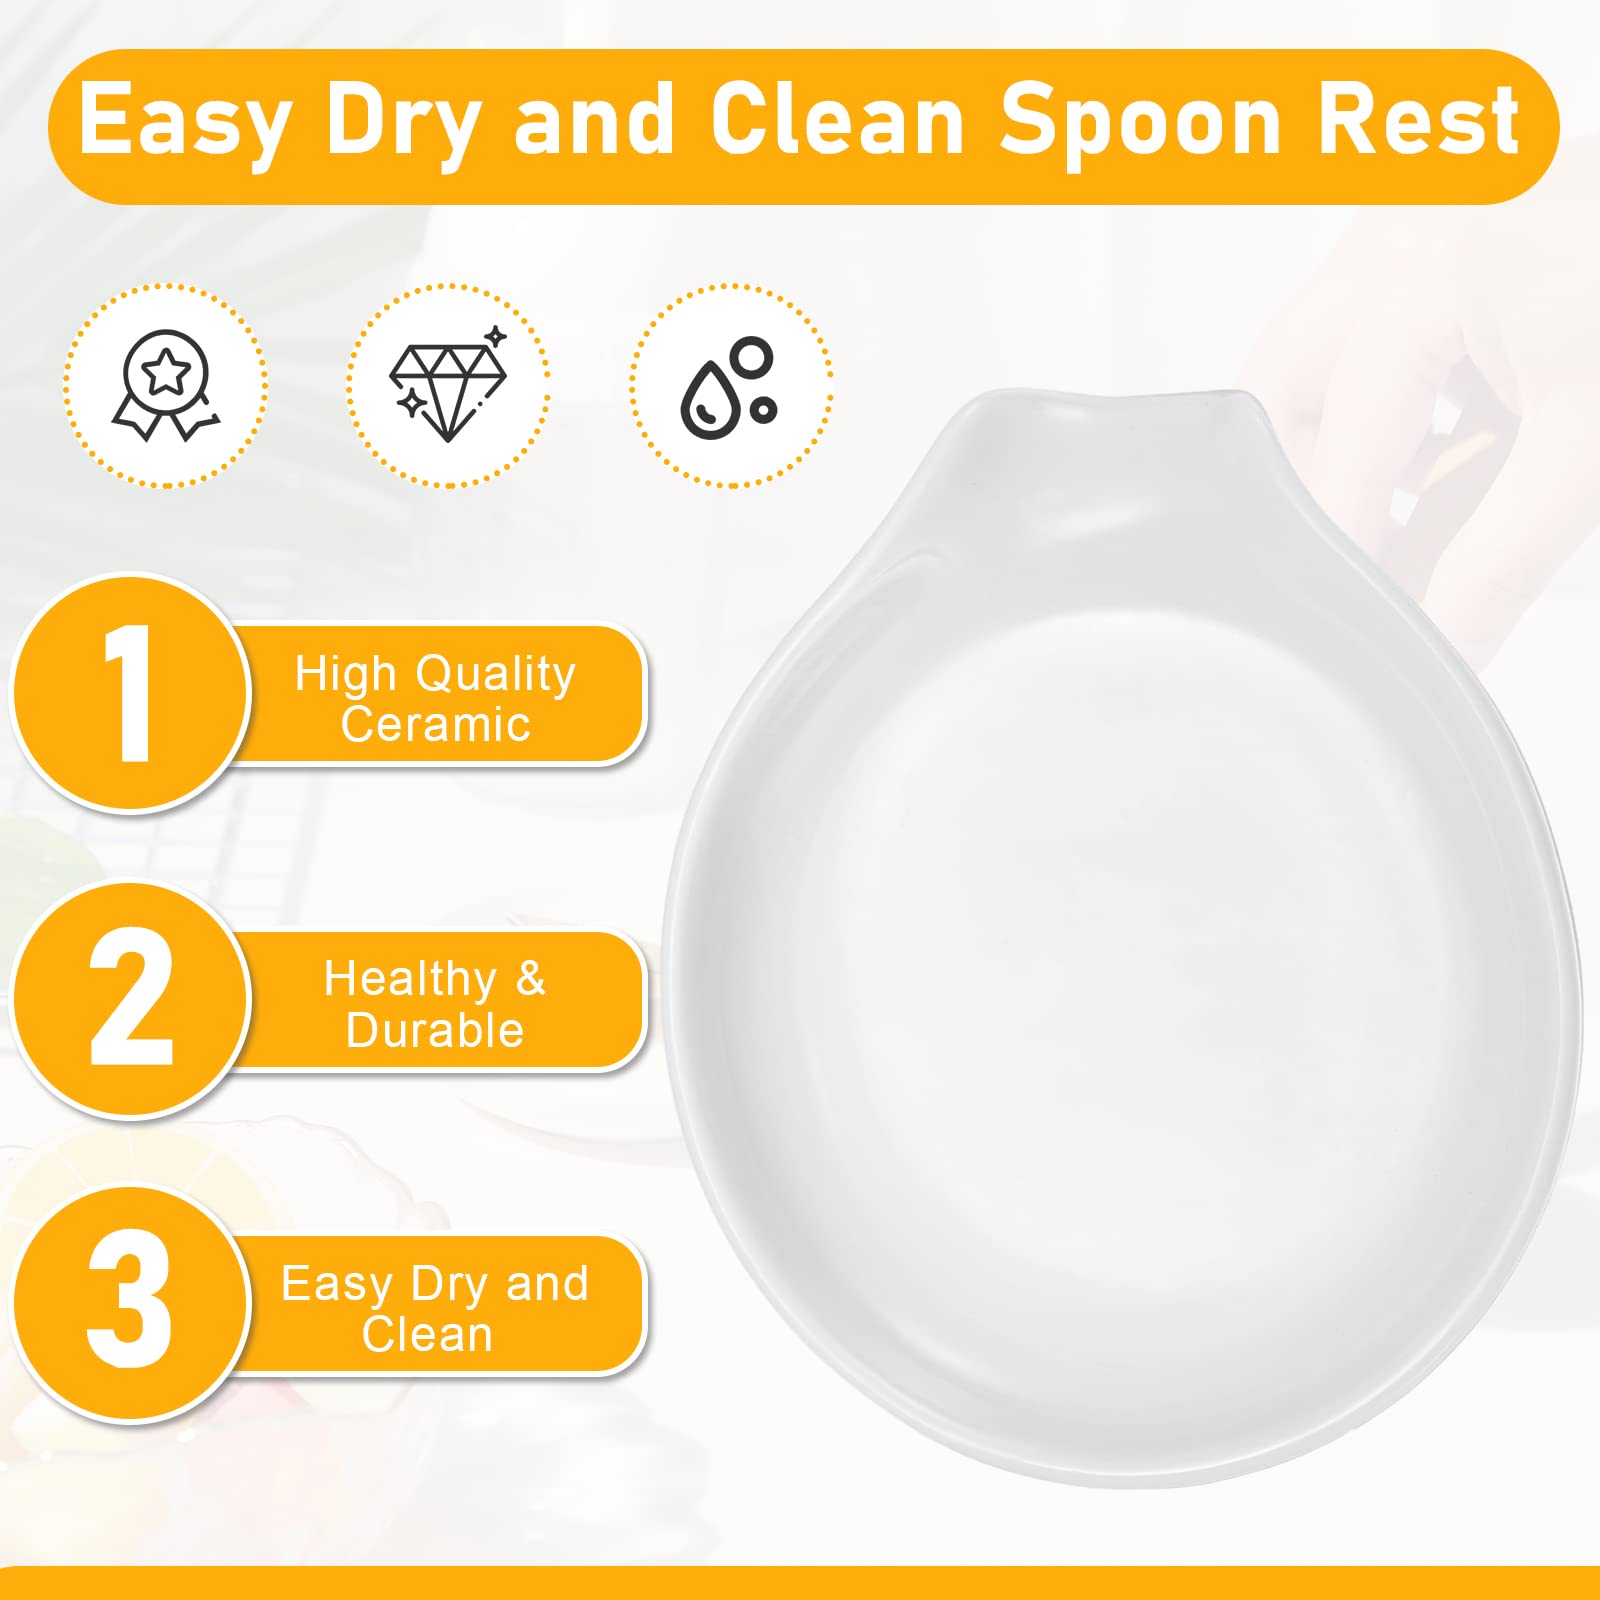 Easy Dry and Clean Spoon Rest
1
High Quality
Ceramic
2
Healthy &
Durable
3
Easy Dry and
Clean